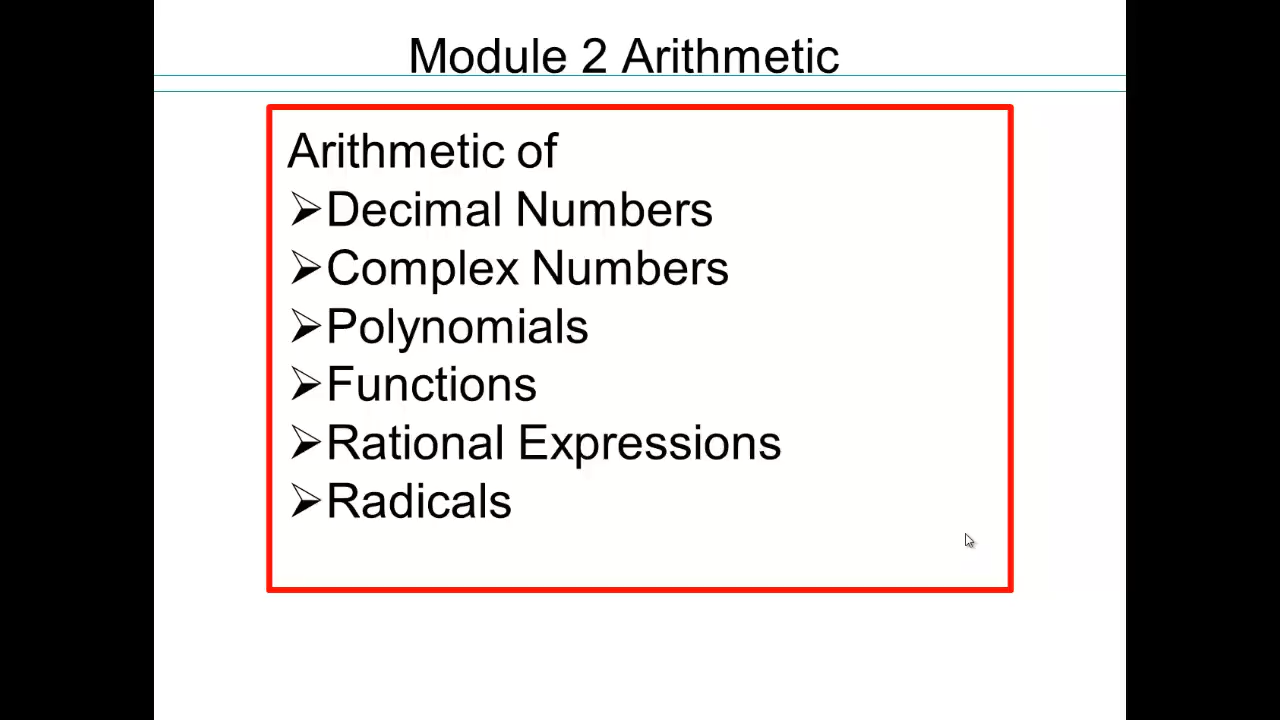 Module 2 Arithmetic
Arithmetic of
➢Decimal Numbers
➢Complex Numbers
➢Polynomials
➢Functions
➢Rational Expressions
➢Radicals